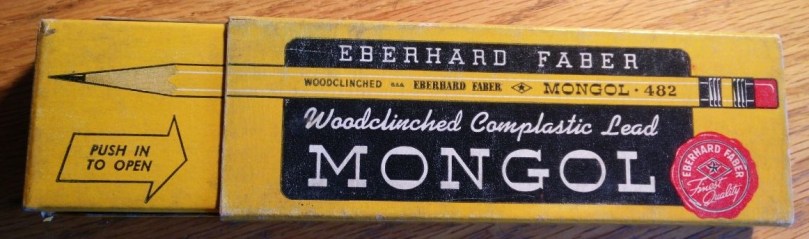 EBERHARD FABER
WOODCLINCHED U.S.A. EBERHARD FABER MONGOL · 482
Woodclinched Complastic Lead
MONGOL
PUSH IN
TO OPEN
EBERHARD FABER
Finest
Quality